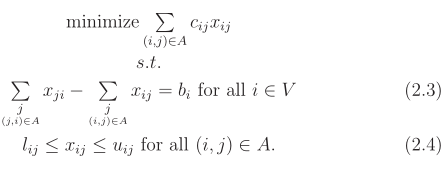 minimize ∑_{(i,j)∈A} c_{ij}x_{ij}
s.t.
∑_{j (j,i)∈A} x_{ji} − ∑_{j (i,j)∈A} x_{ij} = b_i for all i ∈ V (2.3)
l_{ij} ≤ x_{ij} ≤ u_{ij} for all (i, j) ∈ A. (2.4)